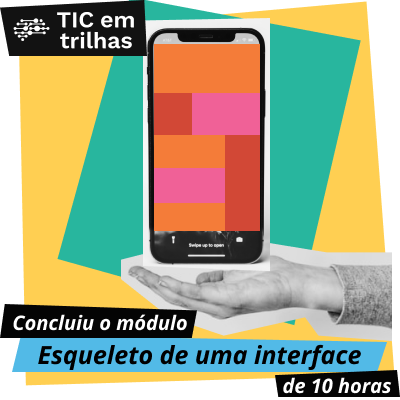 TIC em
trilhas
Swipe up to open
Concluiu o módulo
Esqueleto de uma interface
de 10 horas